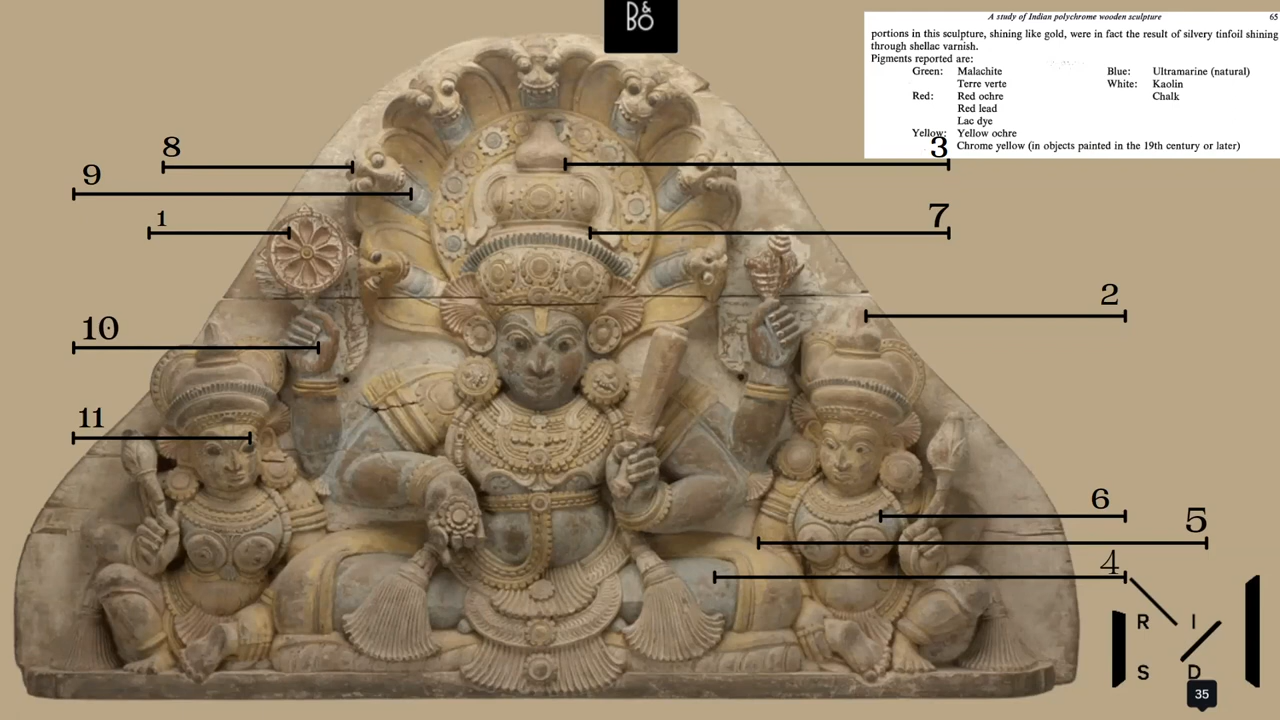 D&
BO
A study of Indian polychrome wooden sculpture 65
portions in this sculpture, shining like gold, were in fact the result of silvery tinfoil shining
through shellac varnish.
Pigments reported are:
Green: Malachite Blue: Ultramarine (natural)
Terre verte White: Kaolin
Red: Red ochre Chalk
Red lead
Lac dye
Yellow: Yellow ochre
Chrome yellow (in objects painted in the 19th century or later)
8
3
9
1
7
2
10
11
6
5
4
R I
S D
35